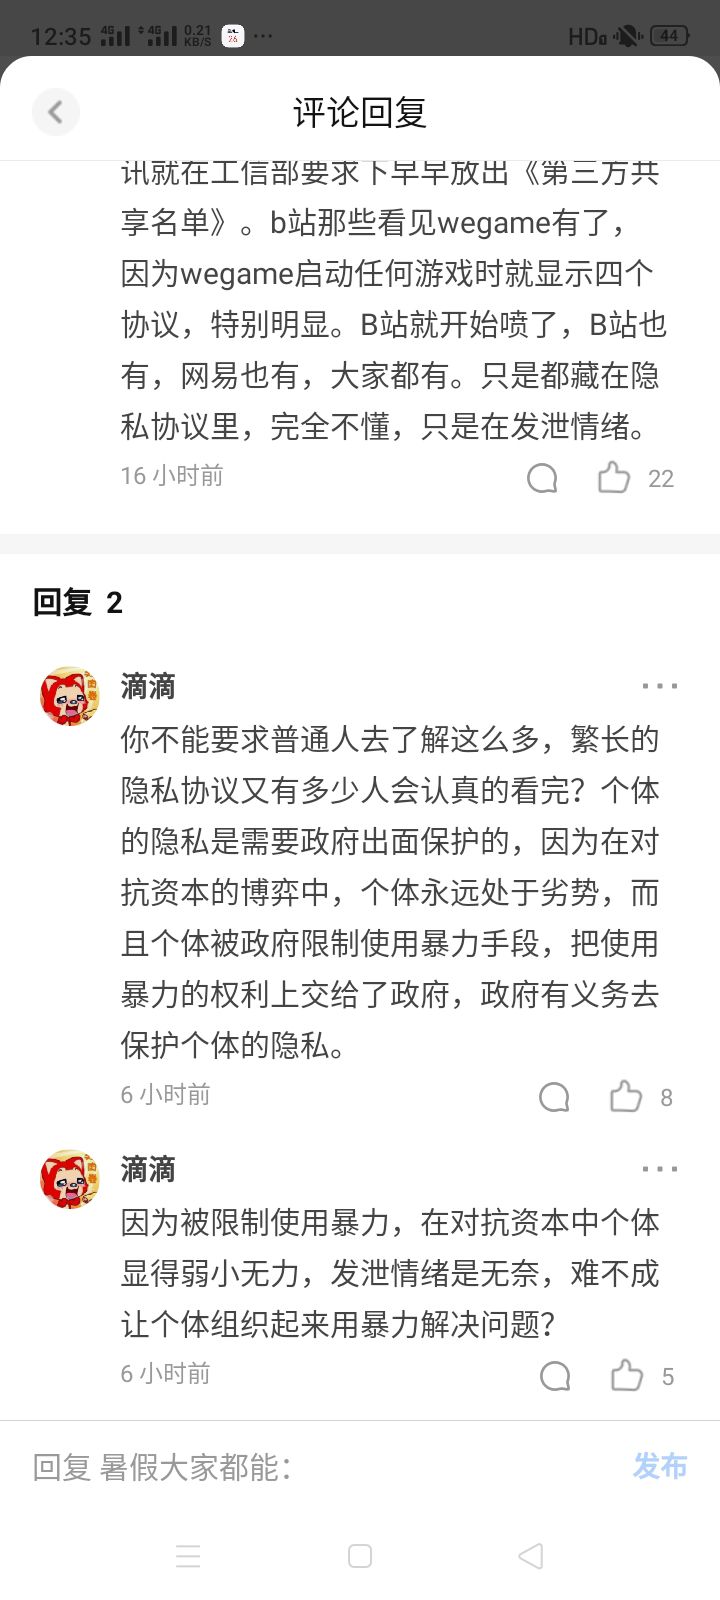 12:35 4G 4G 0.21 KB/S 26 ... HD 44
评论回复
讯就在工信部要求下早早放出《第三方共
享名单》。b站那些看见wegame有了，
因为wegame启动任何游戏时就显示四个
协议，特别明显。B站就开始喷了，B站也
有，网易也有，大家都有。只是都藏在隐
私协议里，完全不懂，只是在发泄情绪。
16 小时前 22
回复 2
滴滴
你不能要求普通人去了解这么多，繁长的
隐私协议又有多少人会认真的看完？个体
的隐私是需要政府出面保护的，因为在对
抗资本的博弈中，个体永远处于劣势，而
且个体被政府限制使用暴力手段，把使用
暴力的权利上交给了政府，政府有义务去
保护个体的隐私。
6 小时前 8
滴滴
因为被限制使用暴力，在对抗资本中个体
显得弱小无力，发泄情绪是无奈，难不成
让个体组织起来用暴力解决问题？
6 小时前 5
回复 暑假大家都能： 发布